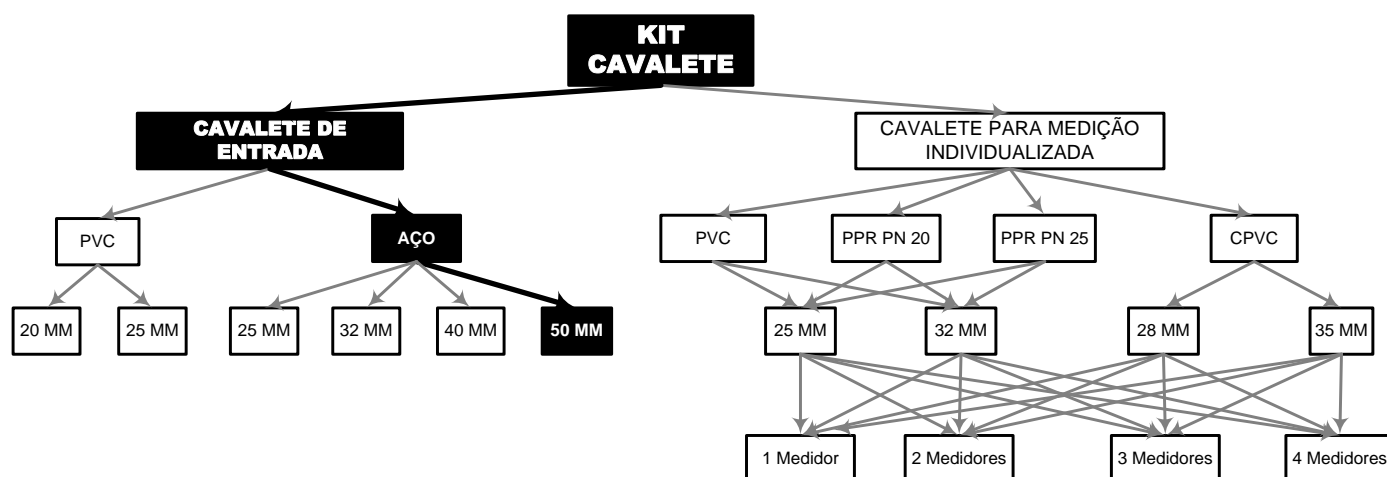 KIT
CAVALETE
CAVALETE DE
ENTRADA
CAVALETE PARA MEDIÇÃO
INDIVIDUALIZADA
PVC
AÇO
PVC
PPR PN 20
PPR PN 25
CPVC
20 MM
25 MM
25 MM
32 MM
40 MM
50 MM
25 MM
32 MM
28 MM
35 MM
1 Medidor
2 Medidores
3 Medidores
4 Medidores